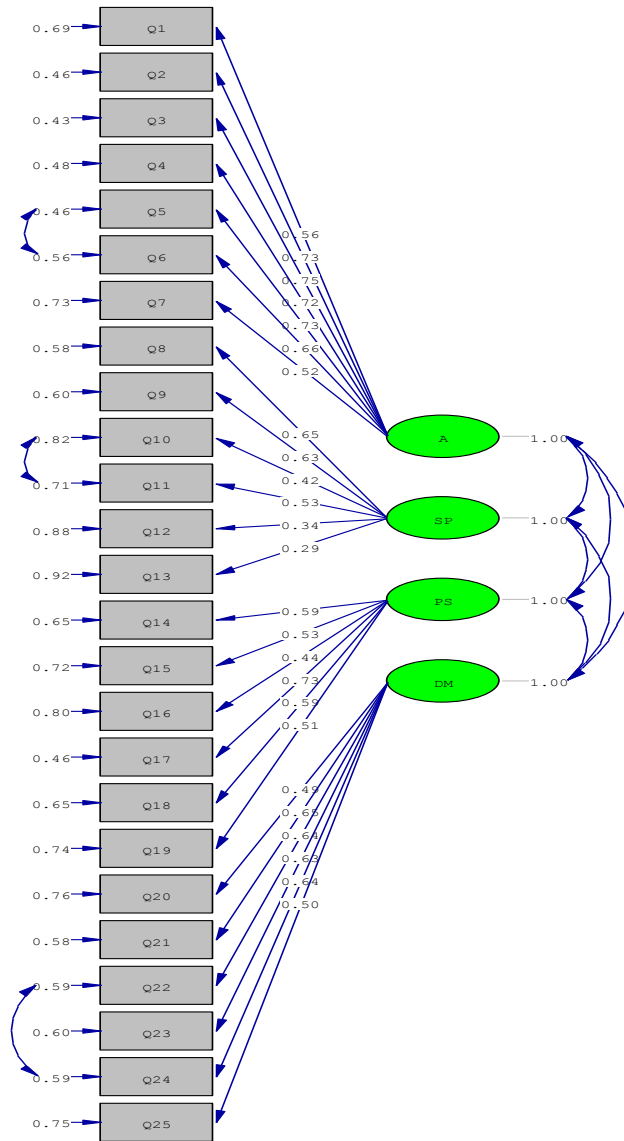 0.69 Q1
0.46 Q2
0.43 Q3
0.48 Q4
0.46 Q5
0.56 Q6
0.73 Q7
0.58 Q8
0.60 Q9
0.82 Q10
0.71 Q11
0.88 Q12
0.92 Q13
0.65 Q14
0.72 Q15
0.80 Q16
0.46 Q17
0.65 Q18
0.74 Q19
0.76 Q20
0.58 Q21
0.59 Q22
0.60 Q23
0.59 Q24
0.75 Q25
0.56
0.73
0.75
0.72
0.73
0.66
0.52
0.65
0.63
0.42
0.53
0.34
0.29
0.59
0.53
0.44
0.73
0.59
0.51
0.49
0.65
0.64
0.63
0.64
0.50
A 1.00
SP 1.00
PS 1.00
DM 1.00